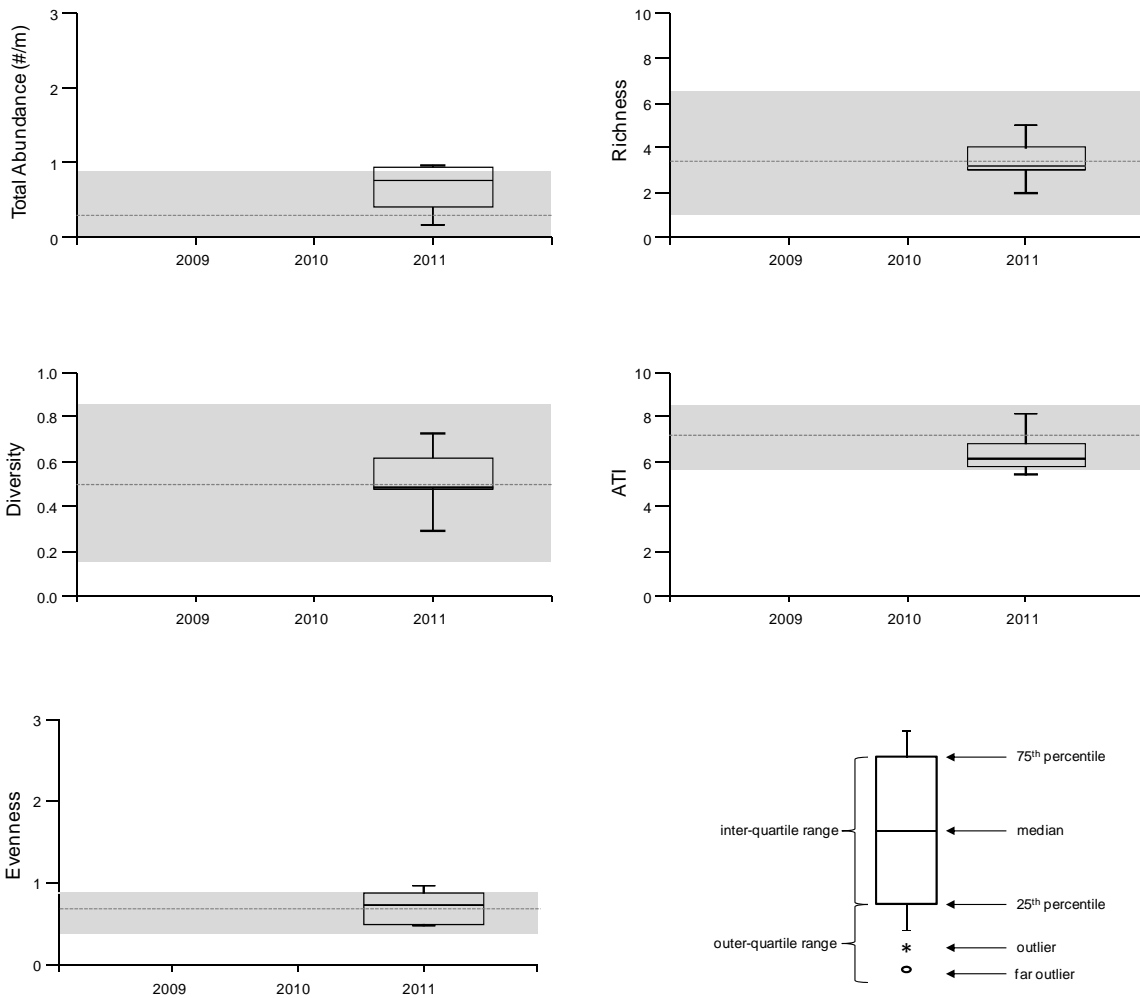 Total Abundance (#/m)
3
2
1
0
2009 2010 2011
Richness
10
8
6
4
2
0
2009 2010 2011
Diversity
1.0
0.8
0.6
0.4
0.2
0.0
2009 2010 2011
ATI
10
8
6
4
2
0
2009 2010 2011
Evenness
3
2
1
0
2009 2010 2011
75th percentile
inter-quartile range
median
25th percentile
outer-quartile range
* outlier
far outlier